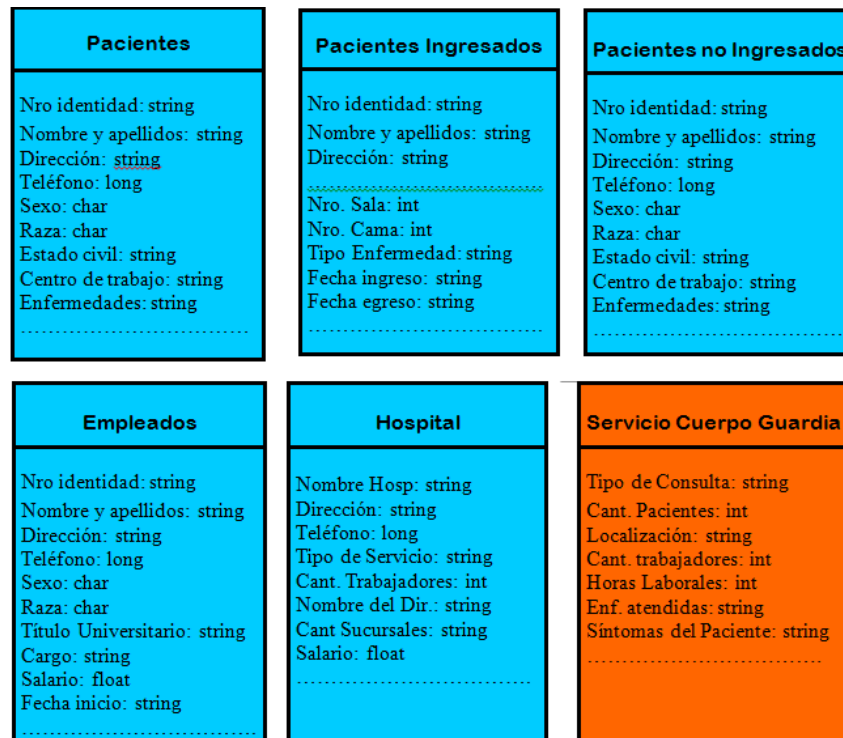 Pacientes
Nro identidad: string
Nombre y apellidos: string
Dirección: string
Teléfono: long
Sexo: char
Raza: char
Estado civil: string
Centro de trabajo: string
Enfermedades: string
................................
Pacientes Ingresados
Nro identidad: string
Nombre y apellidos: string
Dirección: string
................................
Nro. Sala: int
Nro. Cama: int
Tipo Enfermedad: string
Fecha ingreso: string
Fecha egreso: string
................................
Pacientes no Ingresados
Nro identidad: string
Nombre y apellidos: string
Dirección: string
Teléfono: long
Sexo: char
Raza: char
Estado civil: string
Centro de trabajo: string
Enfermedades: string
................................
Empleados
Nro identidad: string
Nombre y apellidos: string
Dirección: string
Teléfono: long
Sexo: char
Raza: char
Título Universitario: string
Cargo: string
Salario: float
Fecha inicio: string
................................
Hospital
Nombre Hosp: string
Dirección: string
Teléfono: long
Tipo de Servicio: string
Cant. Trabajadores: int
Nombre del Dir.: string
Cant Sucursales: string
Salario: float
................................
Servicio Cuerpo Guardia
Tipo de Consulta: string
Cant. Pacientes: int
Localización: string
Cant. trabajadores: int
Horas Laborales: int
Enf. atendidas: string
Síntomas del Paciente: string
................................